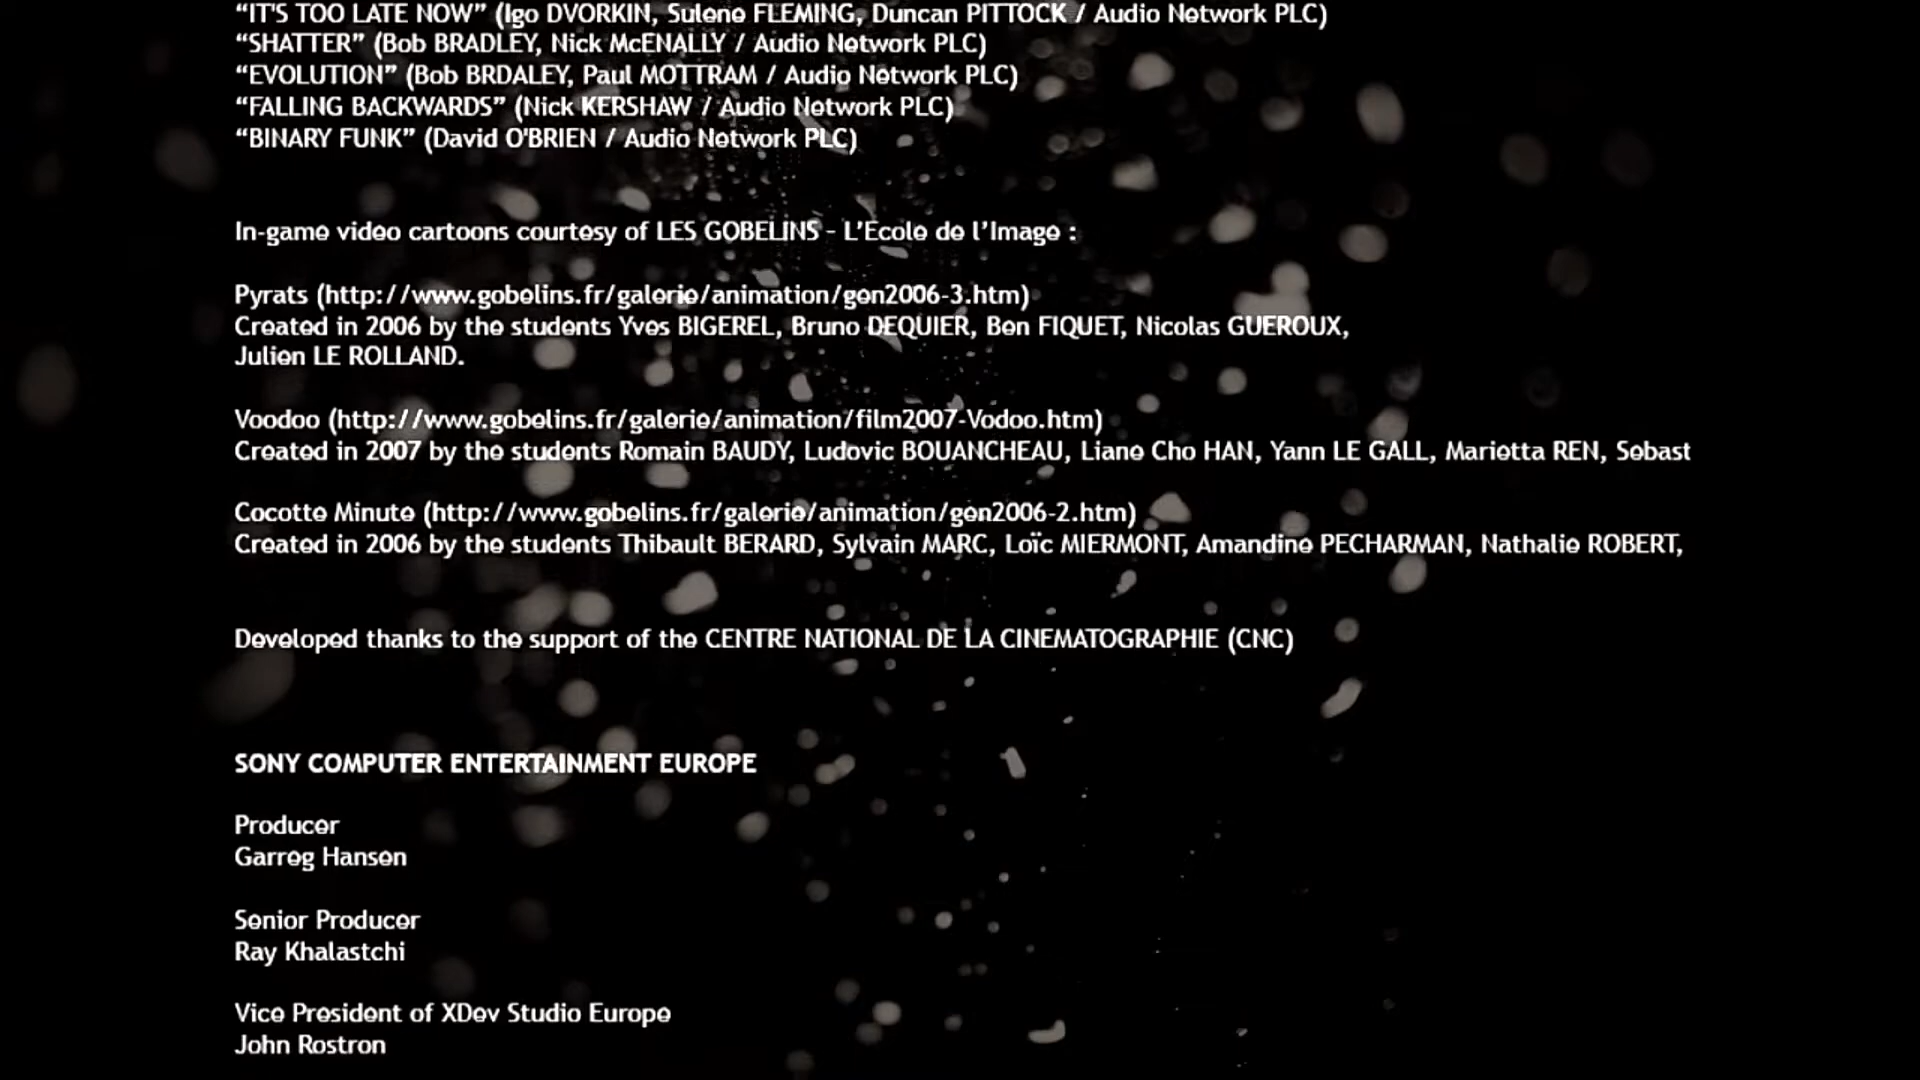 “IT'S TOO LATE NOW” (Igo DVORKIN, Sulene FLEMING, Duncan PITTOCK / Audio Network PLC)
“SHATTER” (Bob BRADLEY, Nick McENALLY / Audio Network PLC)
“EVOLUTION” (Bob BRDALEY, Paul MOTTRAM / Audio Network PLC)
“FALLING BACKWARDS” (Nick KERSHAW / Audio Network PLC)
“BINARY FUNK” (David O'BRIEN / Audio Network PLC)
In-game video cartoons courtesy of LES GOBELINS - L’Ecole de l’Image :
Pyrats (http://www.gobelins.fr/galerie/animation/gen2006-3.htm)
Created in 2006 by the students Yves BIGEREL, Bruno DEQUIER, Ben FIQUET, Nicolas GUEROUX,
Julien LE ROLLAND.
Voodoo (http://www.gobelins.fr/galerie/animation/film2007-Vodoo.htm)
Created in 2007 by the students Romain BAUDY, Ludovic BOUANCHEAU, Liane Cho HAN, Yann LE GALL, Marietta REN, Sebast
Cocotte Minute (http://www.gobelins.fr/galerie/animation/gen2006-2.htm)
Created in 2006 by the students Thibault BERARD, Sylvain MARC, Loïc MIERMONT, Amandine PECHARMAN, Nathalie ROBERT,
Developed thanks to the support of the CENTRE NATIONAL DE LA CINEMATOGRAPHIE (CNC)
SONY COMPUTER ENTERTAINMENT EUROPE
Producer
Garreg Hansen
Senior Producer
Ray Khalastchi
Vice President of XDev Studio Europe
John Rostron